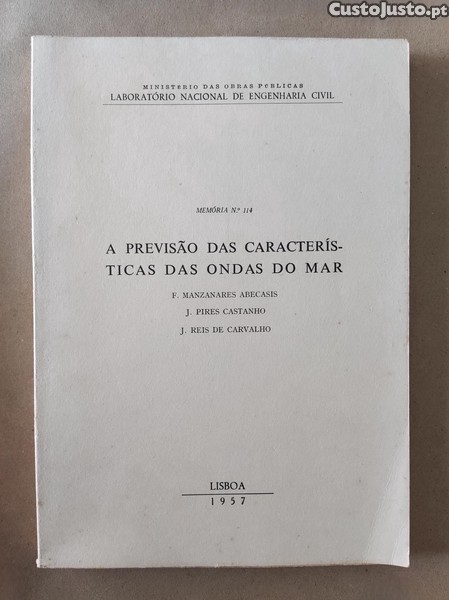 CustoJusto.pt
MINISTERIO DAS OBRAS PÚBLICAS
LABORATÓRIO NACIONAL DE ENGENHARIA CIVIL
MEMÓRIA N.º 114
A PREVISÃO DAS CARACTERÍS-
TICAS DAS ONDAS DO MAR
F. MANZANARES ABECASIS
J. PIRES CASTANHO
J. REIS DE CARVALHO
LISBOA
1957